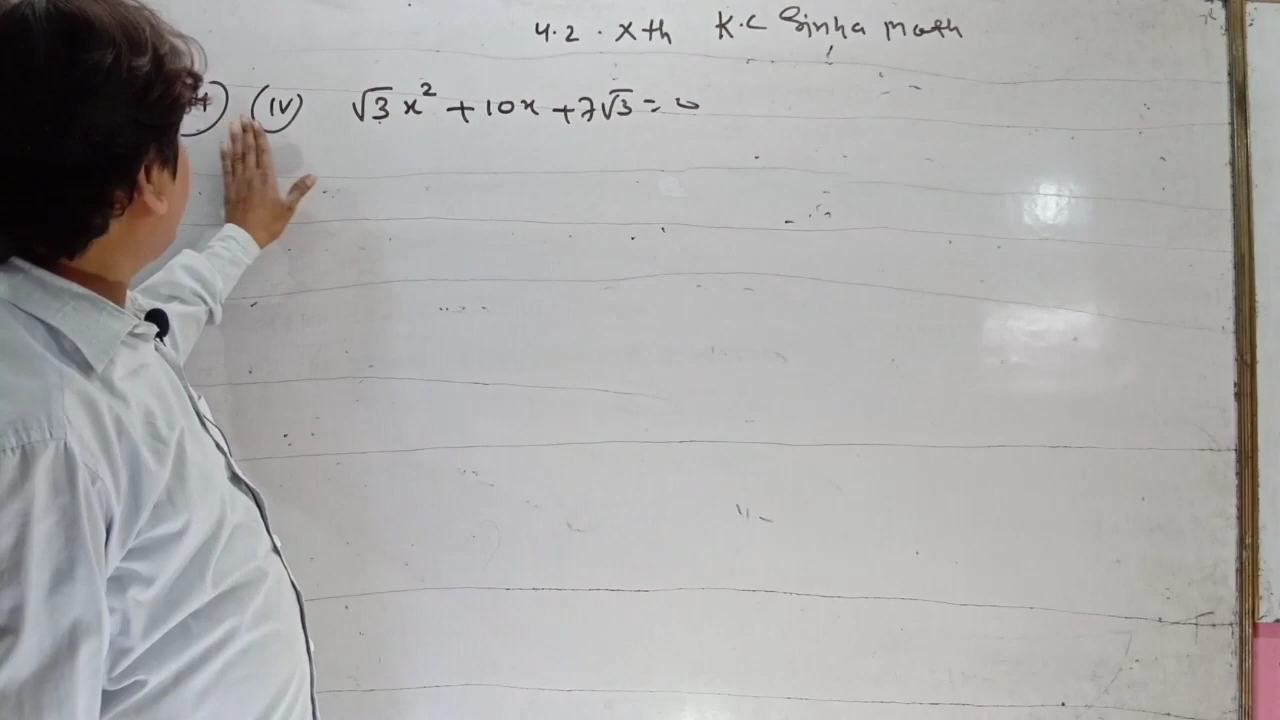 4.2 . Xth K.C Sinha Math
(IV) √3 x² + 10x + 7√3 = 0